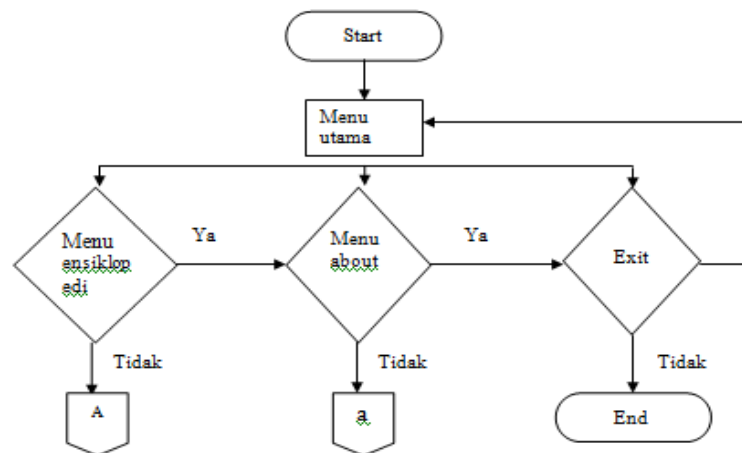 Start
Menu
utama
Menu
ensiklop
edi
Ya
Menu
about
Ya
Exit
Tidak
Tidak
Tidak
A
a
End